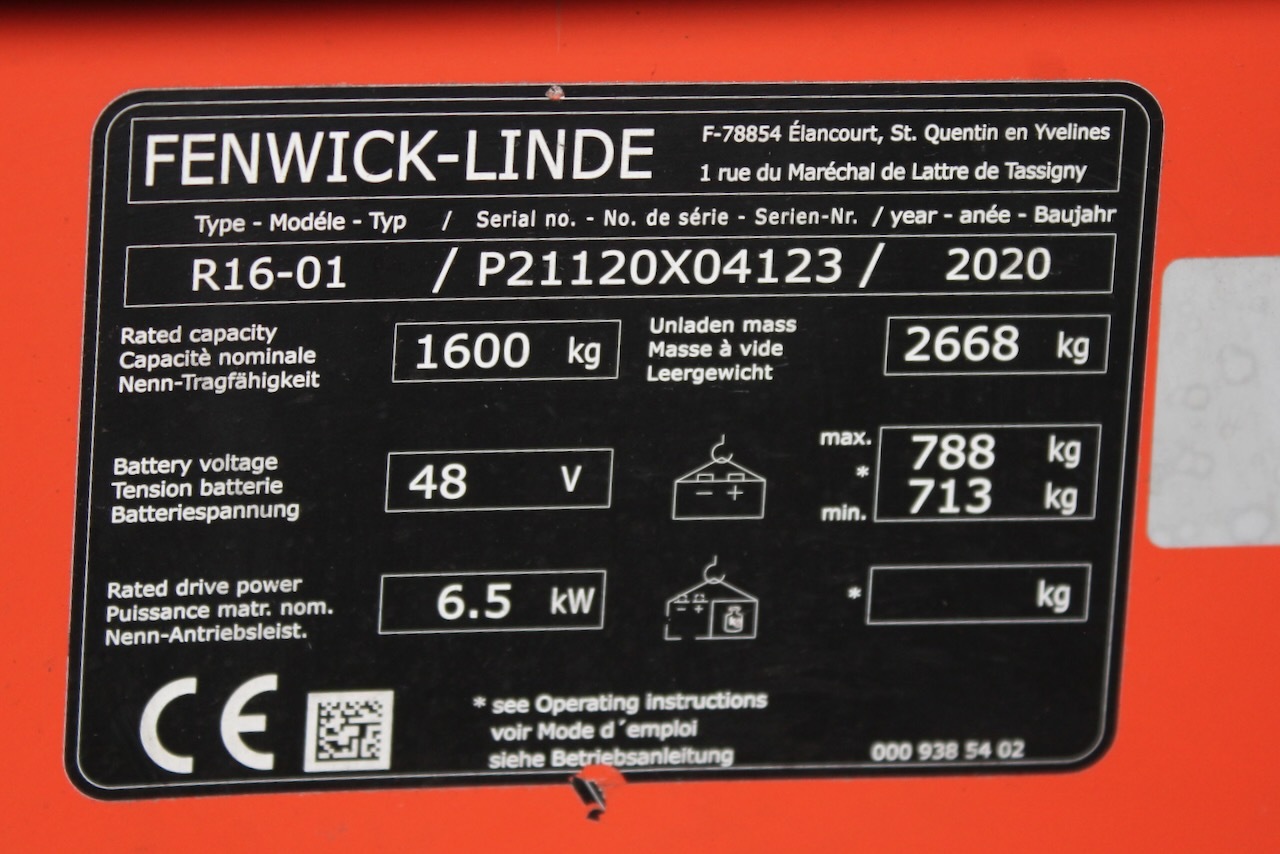 FENWICK-LINDE
F-78854 Élancourt, St. Quentin en Yvelines
1 rue du Maréchal de Lattre de Tassigny
Type - Modéle - Typ / Serial no. - No. de série - Serien-Nr. / year - anée - Baujahr
R16-01 / P21120X04123 / 2020
Rated capacity
Capacitè nominale
Nenn-Tragfähigkeit
1600 kg
Unladen mass
Masse à vide
Leergewicht
2668 kg
Battery voltage
Tension batterie
Batteriespannung
48 V
- +
max. 788 kg
*
min. 713 kg
Rated drive power
Puissance matr. nom.
Nenn-Antriebsleist.
6.5 kW
- +
* kg
CE
* see Operating instructions
voir Mode d´emploi
siehe Betriebsanleitung
000 938 54 02